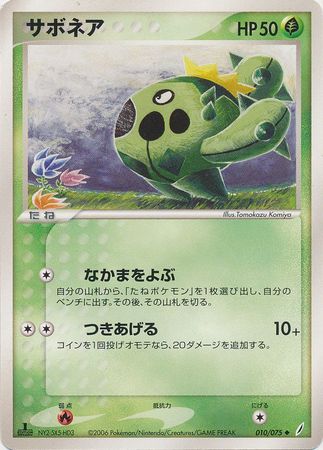 サボネア HP50
Illus.Tomokazu Komiya
たね
なかまをよぶ
自分の山札から、「たねポケモン」を1枚選び出し、自分の
ベンチに出す。その後、その山札を切る。
つきあげる 10+
コインを1回投げオモテなら、20ダメージを追加する。
弱点 抵抗力 にげる
1
NY2-SX5-H03 ©2006 Pokémon/Nintendo/Creatures/GAME FREAK. 010/075